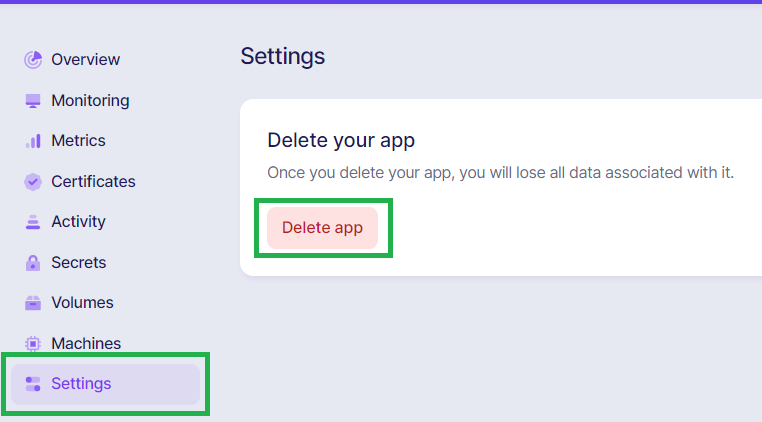 Overview
Monitoring
Metrics
Certificates
Activity
Secrets
Volumes
Machines
Settings
Settings
Delete your app
Once you delete your app, you will lose all data associated with it.
Delete app